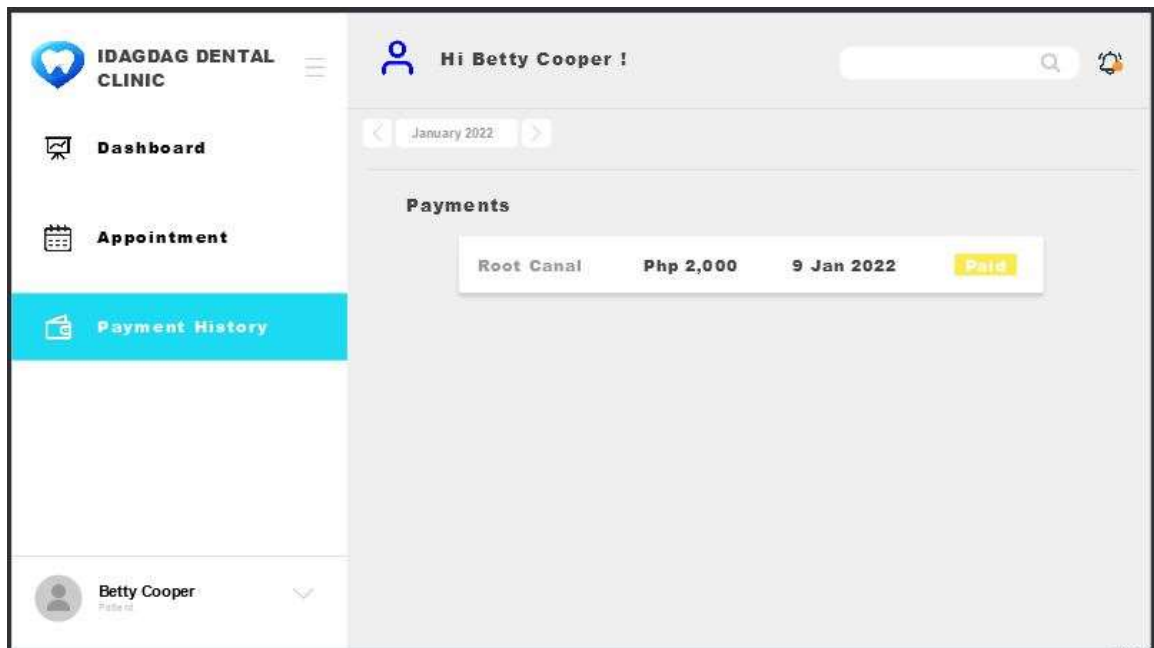 IDAGDAG DENTAL
CLINIC
Hi Betty Cooper !
Dashboard
January 2022
Payments
Appointment
Root Canal Php 2,000 9 Jan 2022 Paid
Payment History
Betty Cooper
Patient